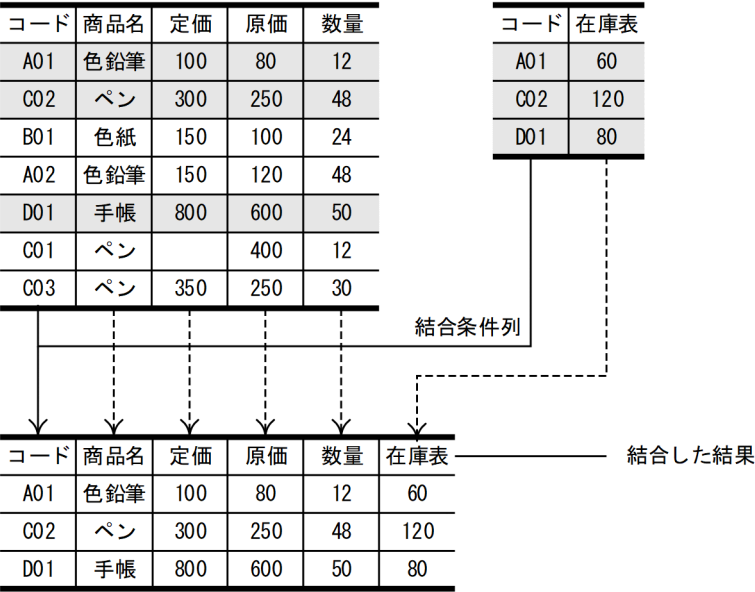 コード 商品名 定価 原価 数量
A01 色鉛筆 100 80 12
C02 ペン 300 250 48
B01 色紙 150 100 24
A02 色鉛筆 150 120 48
D01 手帳 800 600 50
C01 ペン 400 12
C03 ペン 350 250 30
コード 在庫表
A01 60
C02 120
D01 80
結合条件列
コード 商品名 定価 原価 数量 在庫表
A01 色鉛筆 100 80 12 60
C02 ペン 300 250 48 120
D01 手帳 800 600 50 80
結合した結果